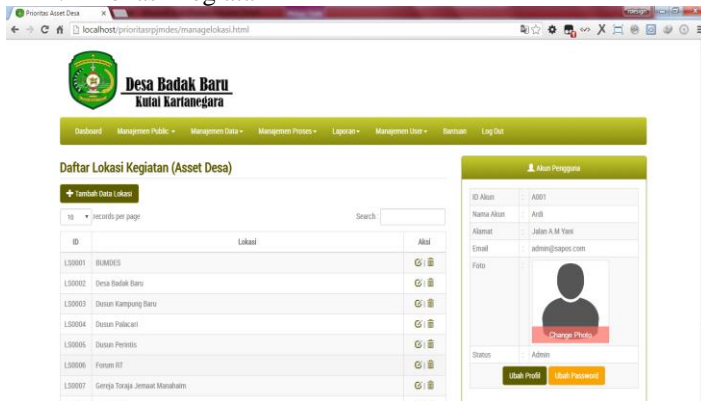 Prioritas Asset Desa
localhost/prioritasrpjmdes/managelokasi.html
Desa Badak Baru
Kutai Kartanegara
Dasboard Manajemen Public Manajemen Data Manajemen Proses Laporan Manajemen User Bantuan Log Out
Daftar Lokasi Kegiatan (Asset Desa)
Tambah Data Lokasi
10 records per page
Search:
ID Lokasi Aksi
LS0001 BUMDES
LS0002 Desa Badak Baru
LS0003 Dusun Kampung Baru
LS0004 Dusun Palacari
LS0005 Dusun Perintis
LS0006 Forum RT
LS0007 Gereja Toraja Jemaat Manahaim
Akun Pengguna
ID Akun : A001
Nama Akun : Ardi
Alamat : Jalan A M Yani
Email : admin@sapos.com
Foto :
Change Photo
Status : Admin
Ubah Profil Ubah Password